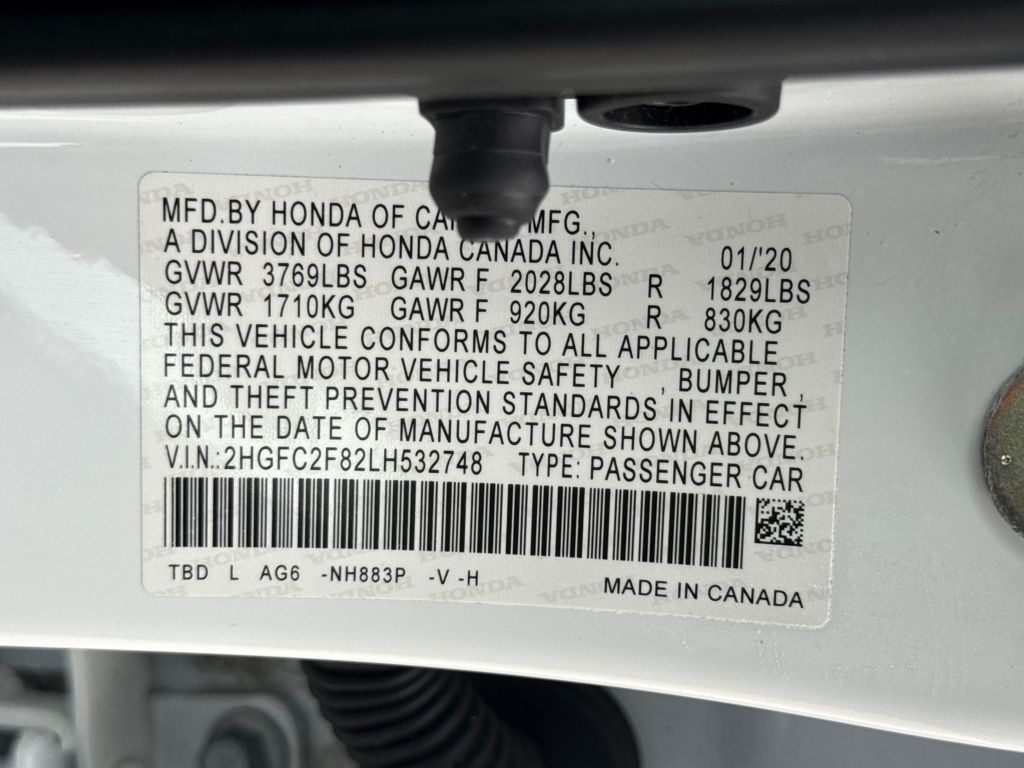 MFD.BY HONDA OF MFG.,
A DIVISION OF HONDA CANADA INC. 01/'20
GVWR 3769LBS GAWR F 2028LBS R 1829LBS
GVWR 1710KG GAWR F 920KG R 830KG
THIS VEHICLE CONFORMS TO ALL APPLICABLE
FEDERAL MOTOR VEHICLE SAFETY , BUMPER ,
AND THEFT PREVENTION STANDARDS IN EFFECT
ON THE DATE OF MANUFACTURE SHOWN ABOVE.
V.I.N.:2HGFC2F82LH532748 TYPE: PASSENGER CAR
TBD L AG6 -NH883P -V -H MADE IN CANADA